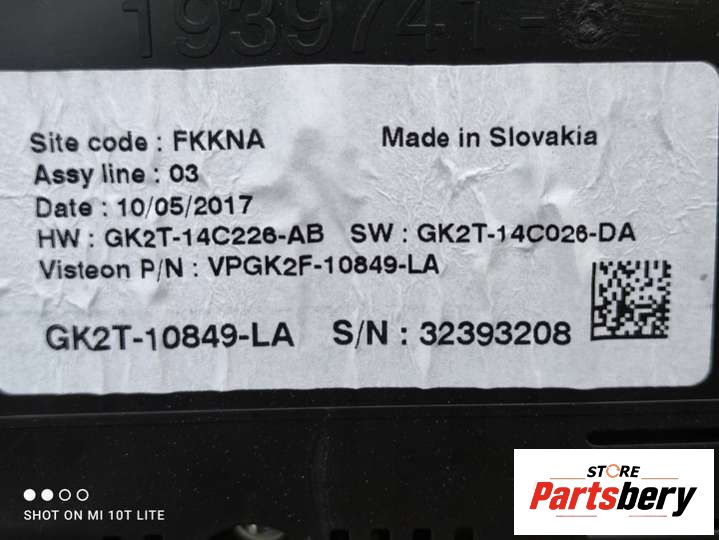 Site code : FKKNA Made in Slovakia
Assy line : 03
Date : 10/05/2017
HW : GK2T-14C226-AB SW : GK2T-14C026-DA
Visteon P/N : VPGK2F-10849-LA
GK2T-10849-LA S/N : 32393208
STORE
Partsbery
SHOT ON MI 10T LITE